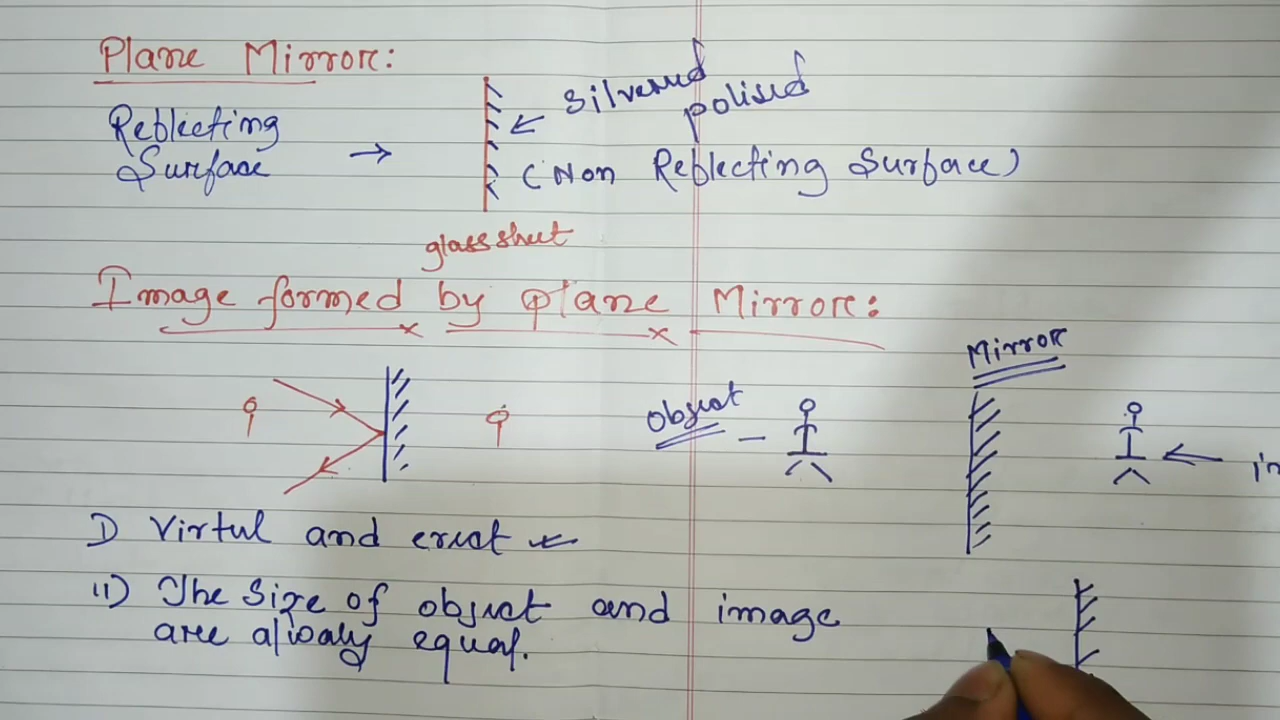 Plane Mirror:
Reflecting Surface →
← Silvered polised
(Non Reflecting Surface)
glass sheet
Image formed by plane Mirror:
Mirror
Object
I) Virtul and erect
II) The Size of object and image
are alwaly equal.